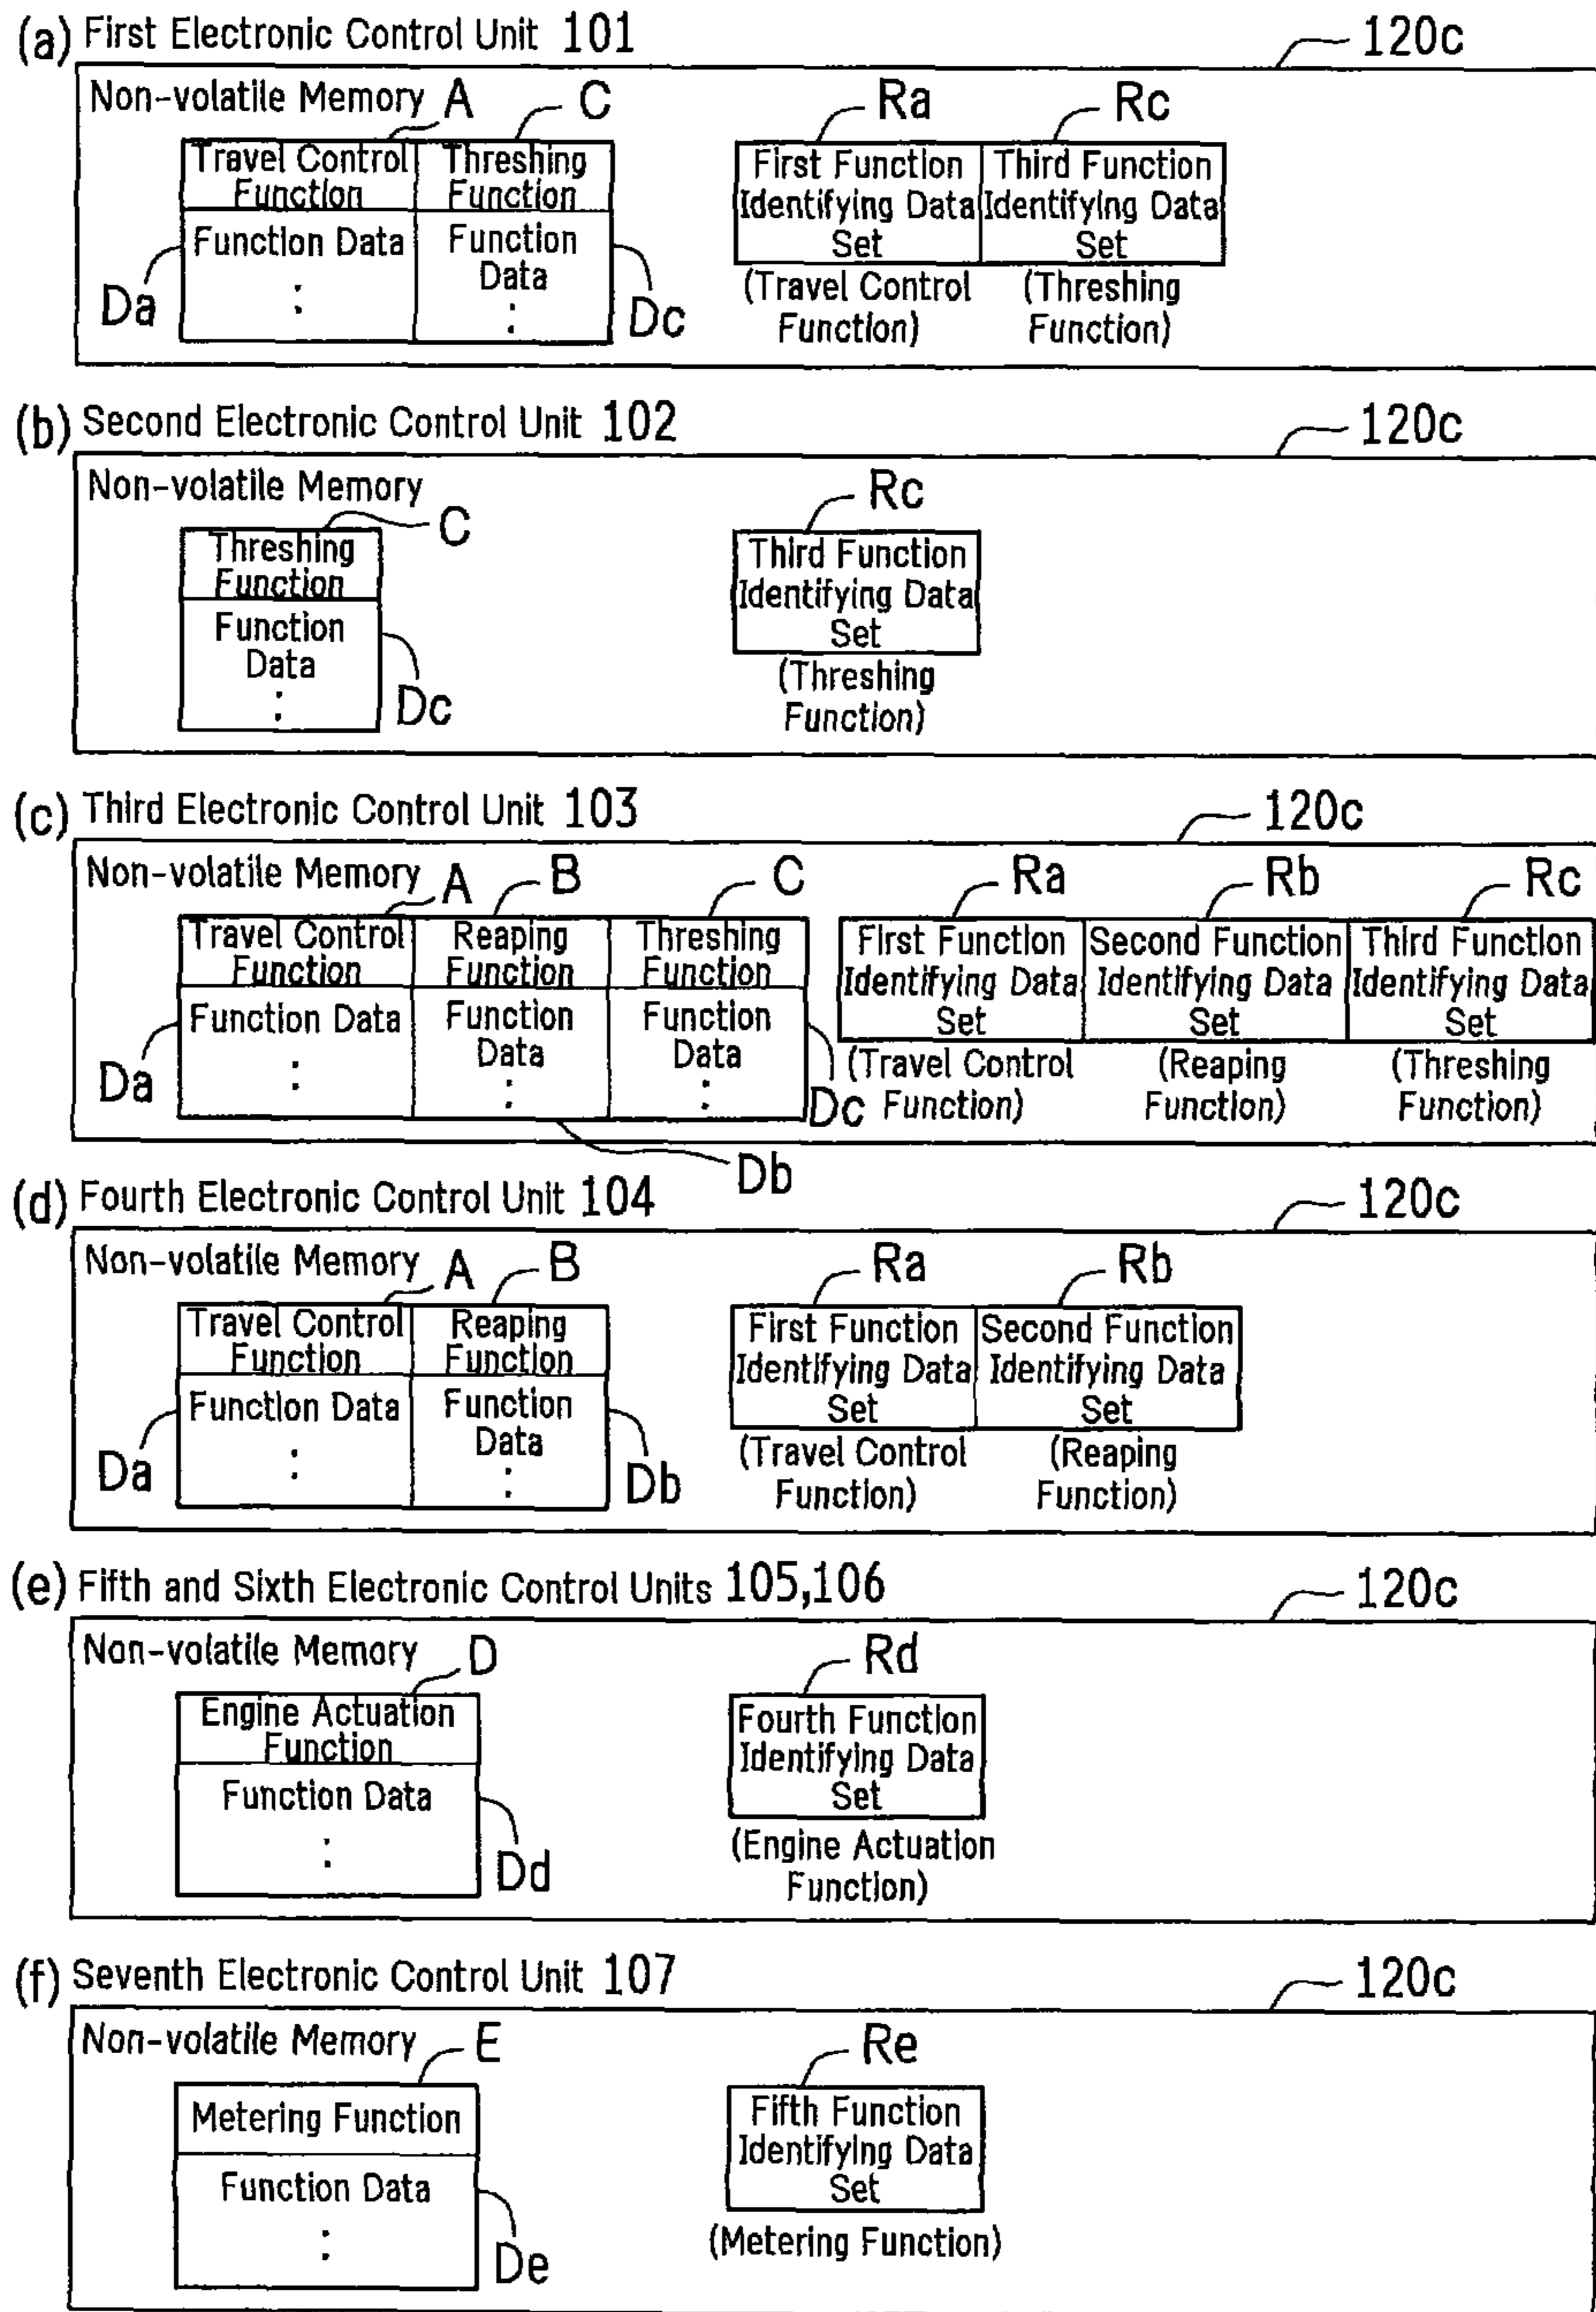 (a) First Electronic Control Unit 101
120c
Non-volatile Memory
A
C
Ra
Rc
Travel Control Function
Threshing Function
First Function Identifying Data Set
Third Function Identifying Data Set
Function Data
:
Function Data
:
Da
Dc
(Travel Control Function)
(Threshing Function)
(b) Second Electronic Control Unit 102
120c
Non-volatile Memory
C
Rc
Threshing Function
Third Function Identifying Data Set
Function Data
:
Dc
(Threshing Function)
(c) Third Electronic Control Unit 103
120c
Non-volatile Memory
A
B
C
Ra
Rb
Rc
Travel Control Function
Reaping Function
Threshing Function
First Function Identifying Data Set
Second Function Identifying Data Set
Third Function Identifying Data Set
Function Data
:
Function Data
:
Function Data
:
Da
Dc
(Travel Control Function)
(Reaping Function)
(Threshing Function)
Db
(d) Fourth Electronic Control Unit 104
120c
Non-volatile Memory
A
B
Ra
Rb
Travel Control Function
Reaping Function
First Function Identifying Data Set
Second Function Identifying Data Set
Function Data
:
Function Data
:
Da
Db
(Travel Control Function)
(Reaping Function)
(e) Fifth and Sixth Electronic Control Units 105,106
120c
Non-volatile Memory
D
Rd
Engine Actuation Function
Fourth Function Identifying Data Set
Function Data
:
Dd
(Engine Actuation Function)
(f) Seventh Electronic Control Unit 107
120c
Non-volatile Memory
E
Re
Metering Function
Fifth Function Identifying Data Set
Function Data
:
De
(Metering Function)